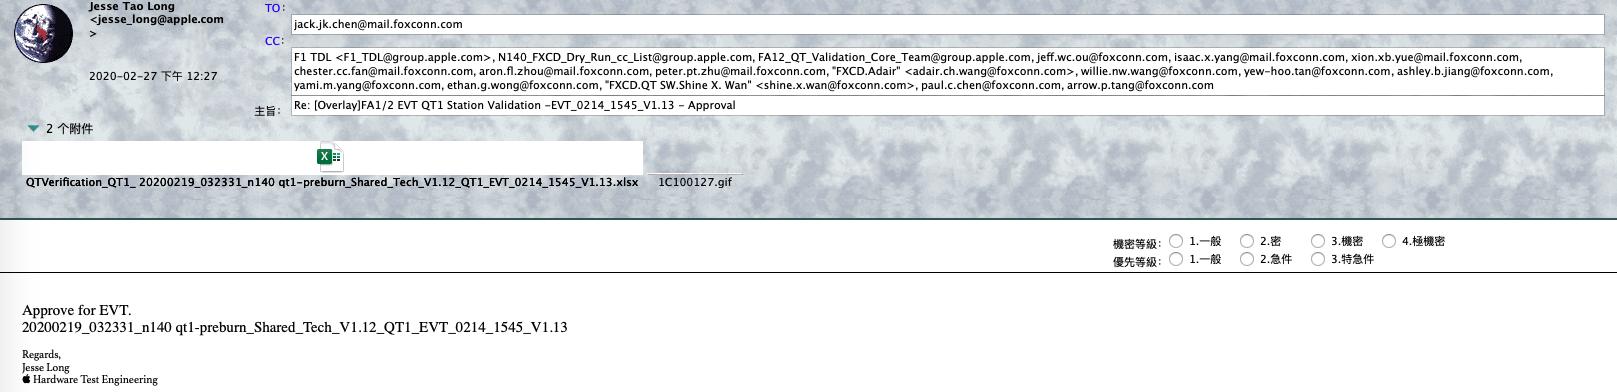 Jesse Tao Long
<jesse_long@apple.com
>
2020-02-27 下午 12:27
TO:
jack.jk.chen@mail.foxconn.com
CC:
F1 TDL <F1_TDL@group.apple.com>, N140_FXCD_Dry_Run_cc_List@group.apple.com, FA12_QT_Validation_Core_Team@group.apple.com, jeff.wc.ou@foxconn.com, isaac.x.yang@mail.foxconn.com, xion.xb.yue@mail.foxconn.com,
chester.cc.fan@mail.foxconn.com, aron.fl.zhou@mail.foxconn.com, peter.pt.zhu@mail.foxconn.com, "FXCD.Adair" <adair.ch.wang@foxconn.com>, willie.nw.wang@foxconn.com, yew-hoo.tan@foxconn.com, ashley.b.jiang@foxconn.com,
yami.m.yang@foxconn.com, ethan.g.wong@foxconn.com, "FXCD.QT SW.Shine X. Wan" <shine.x.wan@foxconn.com>, paul.c.chen@foxconn.com, arrow.p.tang@foxconn.com
主旨:
Re: [Overlay]FA1/2 EVT QT1 Station Validation -EVT_0214_1545_V1.13 - Approval
2 个附件
QTVerification_QT1_ 20200219_032331_n140 qt1-preburn_Shared_Tech_V1.12_QT1_EVT_0214_1545_V1.13.xlsx
1C100127.gif
機密等級: 1.一般 2.密 3.機密 4.極機密
優先等級: 1.一般 2.急件 3.特急件
Approve for EVT.
20200219_032331_n140 qt1-preburn_Shared_Tech_V1.12_QT1_EVT_0214_1545_V1.13
Regards,
Jesse Long
Hardware Test Engineering